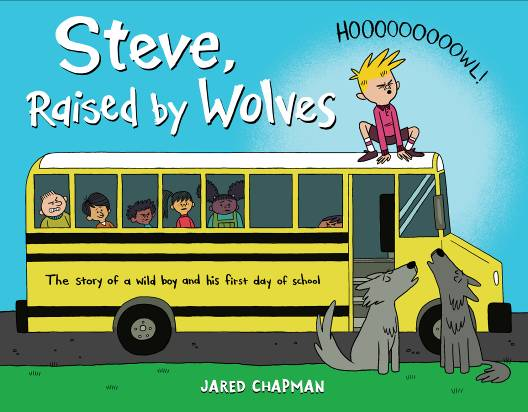 Steve,
Raised by Wolves
HOOOOOOOOOWL!
The story of a wild boy and his first day of school
JARED CHAPMAN